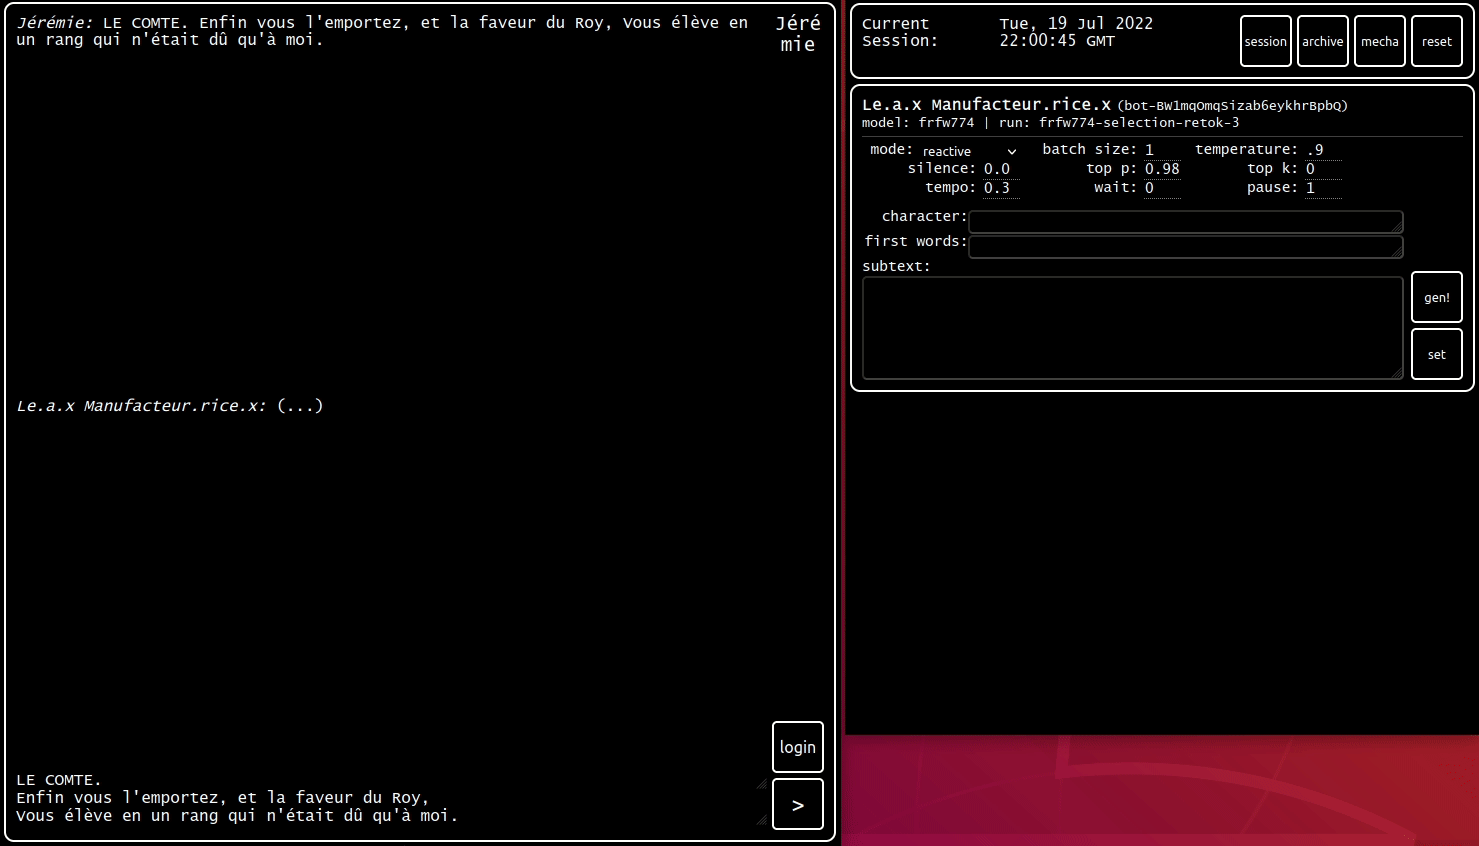 Jérémie: LE COMTE. Enfin vous l'emportez, et la faveur du Roy, Vous élève en
un rang qui n'était dû qu'à moi.
Jéré
mie
Le.a.x Manufacteur.rice.x: (...)
login
LE COMTE.
Enfin vous l'emportez, et la faveur du Roy,
Vous élève en un rang qui n'était dû qu'à moi.
>
Current Tue, 19 Jul 2022
Session: 22:00:45 GMT
session archive mecha reset
Le.a.x Manufacteur.rice.x (bot-BW1mqOmqSizab6eykhrBpbQ)
model: frfw774 | run: frfw774-selection-retok-3
mode: reactive batch size: 1 temperature: .9
silence: 0.0 top p: 0.98 top k: 0
tempo: 0.3 wait: 0 pause: 1
character:
first words:
subtext:
gen!
set